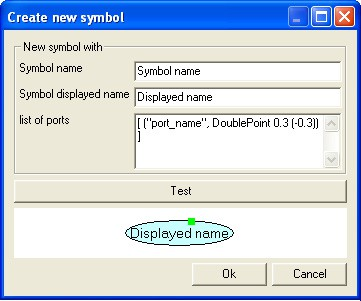 Create new symbol
New symbol with
Symbol name
Symbol name
Symbol displayed name
Displayed name
list of ports
[ ("port_name", DoublePoint 0.3 (-0.3))
]
Test
Displayed name
Ok
Cancel